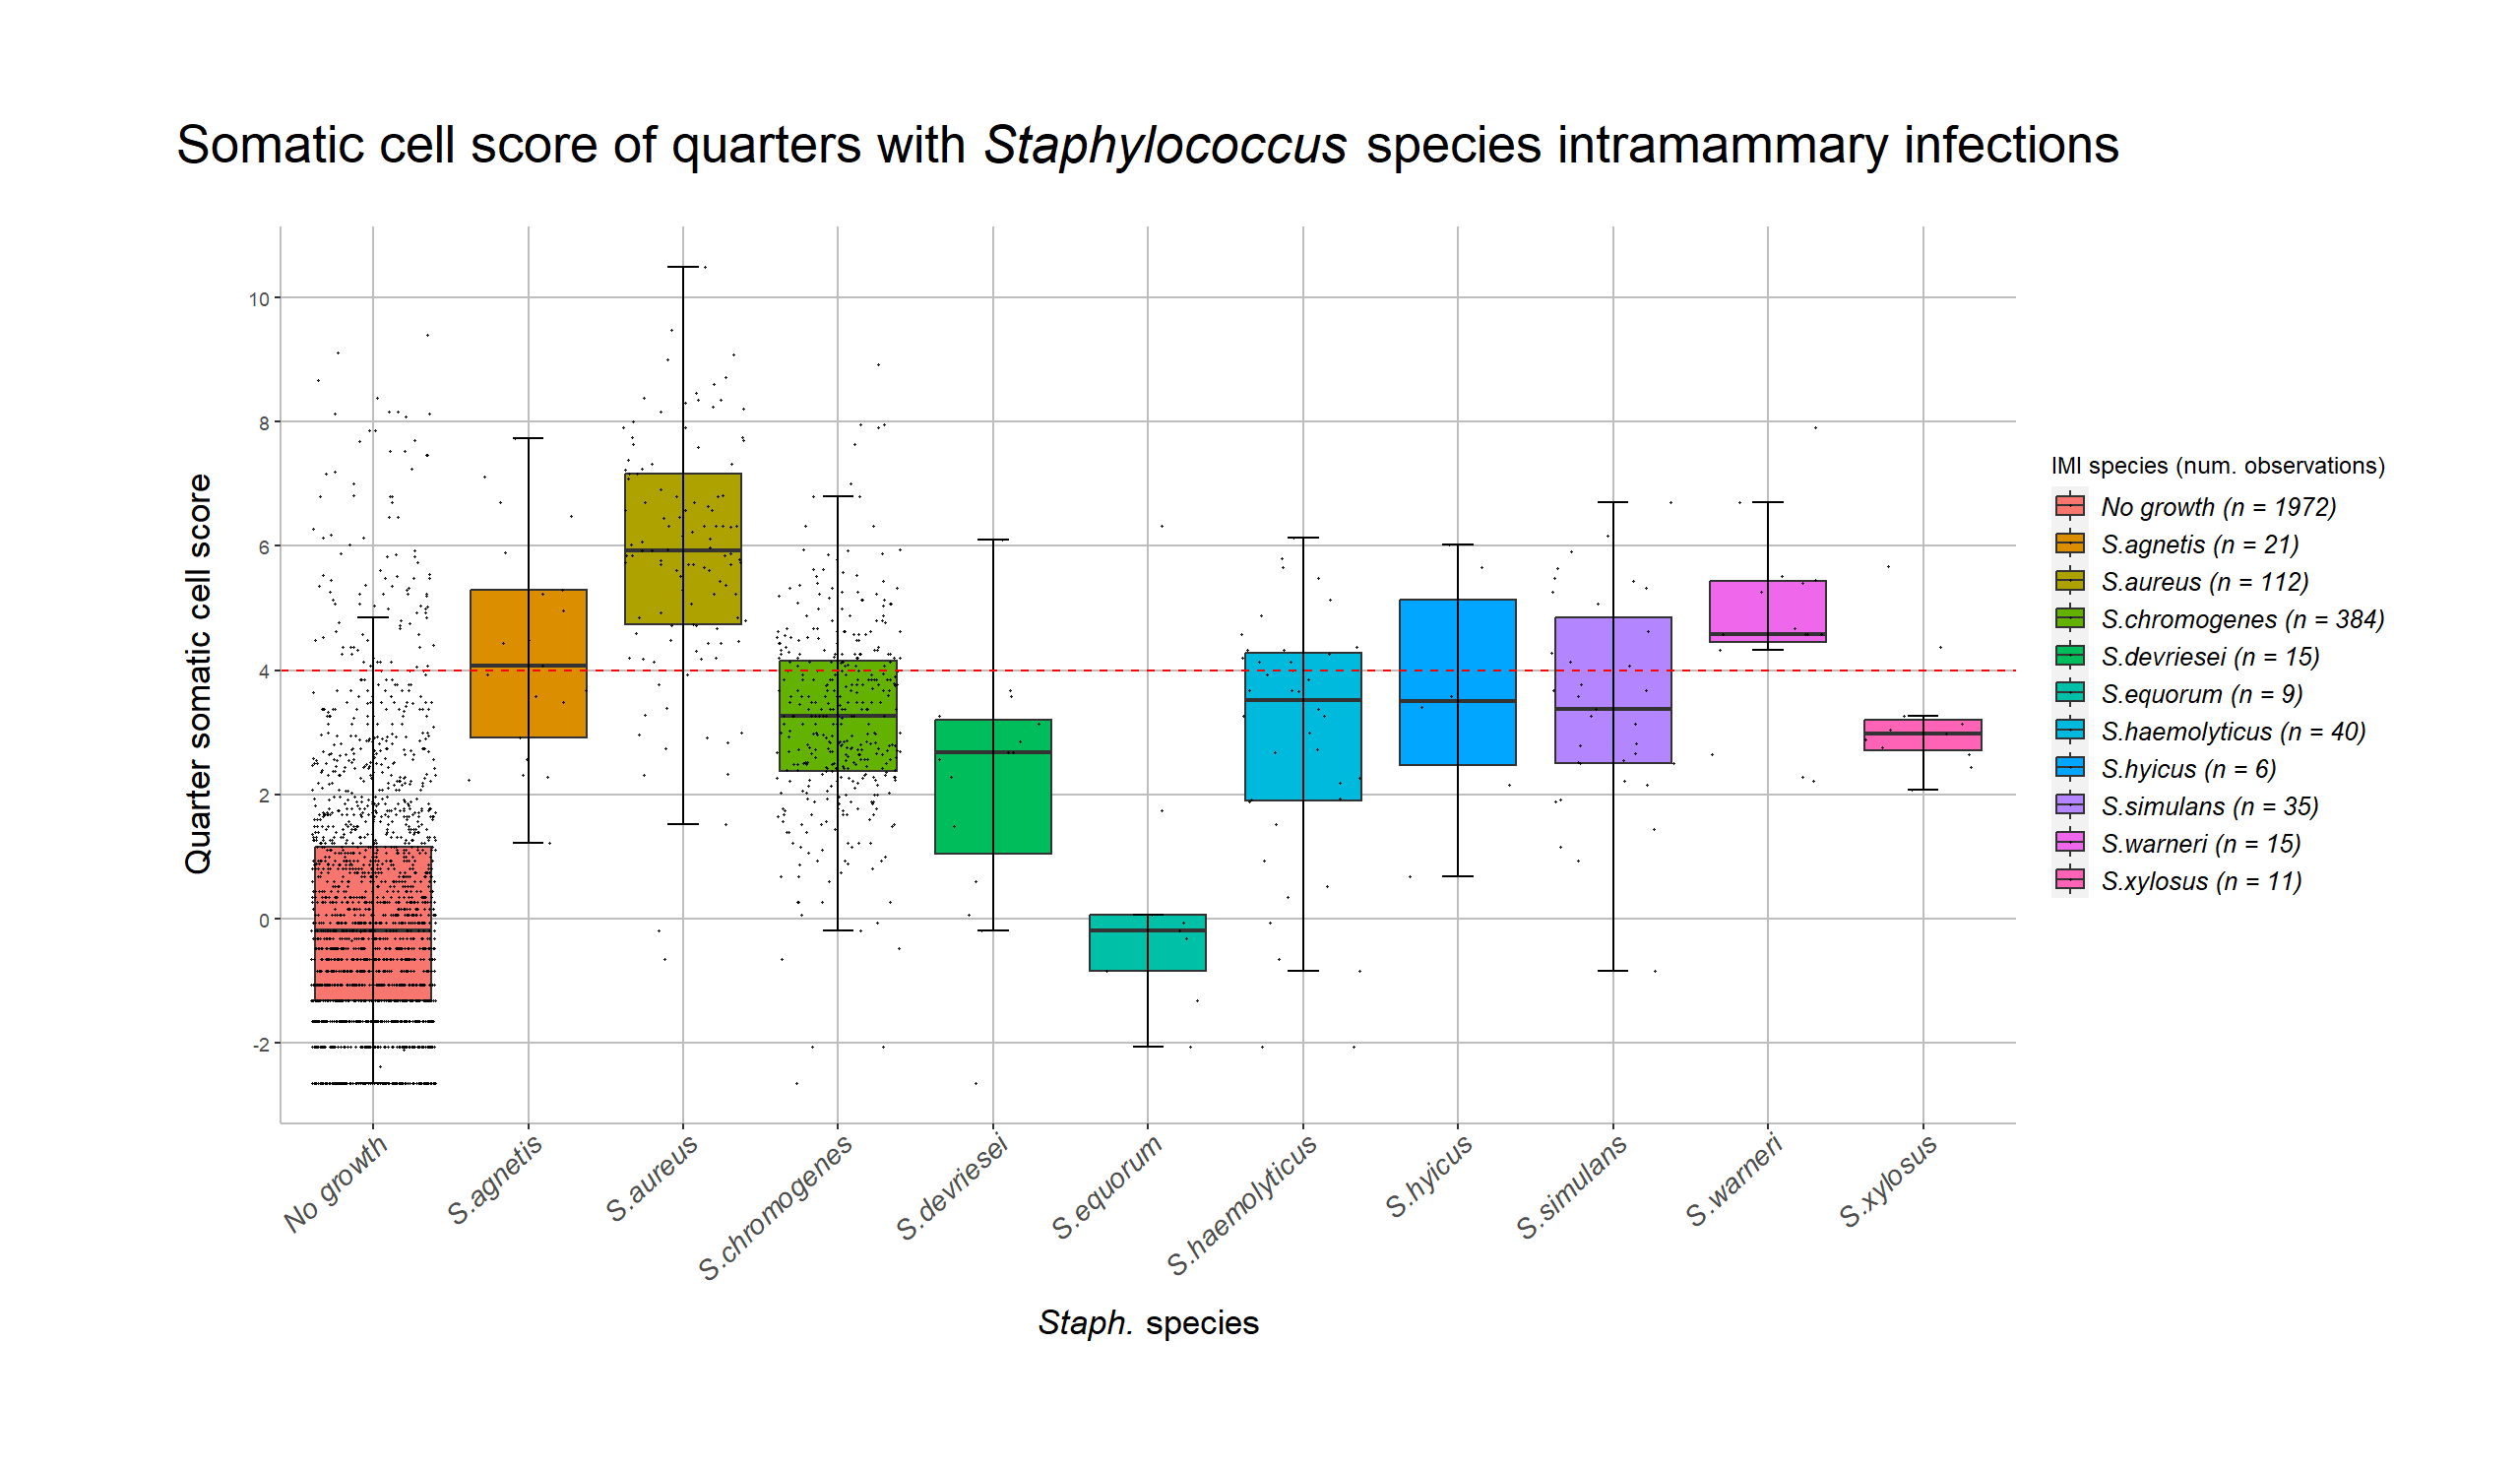 Somatic cell score of quarters with Staphylococcus species intramammary infections
Quarter somatic cell score
10
8
6
4
2
0
-2
No growth
S.agnetis
S.aureus
S.chromogenes
S.devriesei
S.equorum
S.haemolyticus
S.hyicus
S.simulans
S.warneri
S.xylosus
Staph. species
IMI species (num. observations)
No growth (n = 1972)
S.agnetis (n = 21)
S.aureus (n = 112)
S.chromogenes (n = 384)
S.devriesei (n = 15)
S.equorum (n = 9)
S.haemolyticus (n = 40)
S.hyicus (n = 6)
S.simulans (n = 35)
S.warneri (n = 15)
S.xylosus (n = 11)